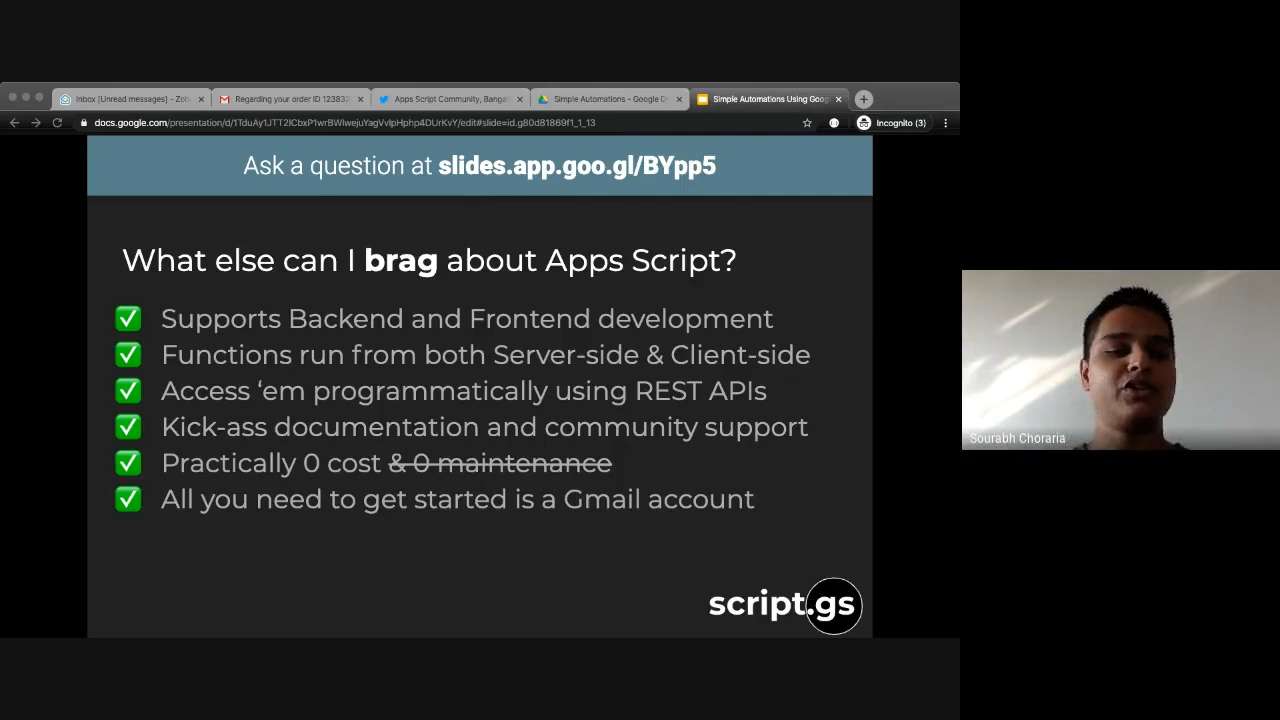 Inbox [Unread messages] - Zoh
Regarding your order ID 123832
Apps Script Community, Banga
Simple Automations - Google D
Simple Automations Using Goog
docs.google.com/presentation/d/1TduAy1JTT2ICbxP1wrBWlwejuYagVvlpHphp4DUrKvY/edit#slide=id.g80d81869f1_1_13
Incognito (3)
Ask a question at slides.app.goo.gl/BYpp5
What else can I brag about Apps Script?
Supports Backend and Frontend development
Functions run from both Server-side & Client-side
Access ‘em programmatically using REST APIs
Kick-ass documentation and community support
Practically 0 cost & 0 maintenance
All you need to get started is a Gmail account
script.gs
Sourabh Choraria